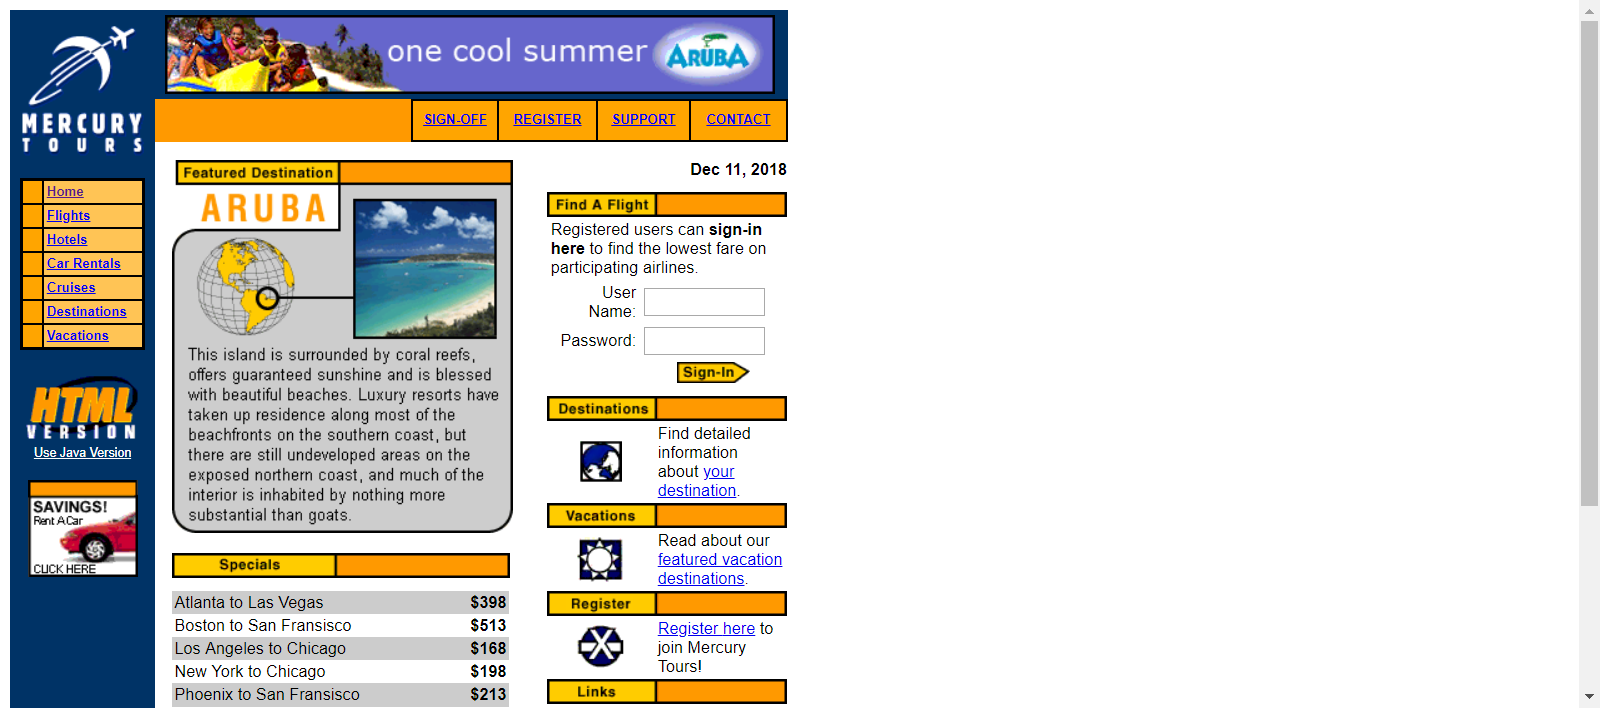 one cool summer ARUBA
MERCURY
TOURS
SIGN-OFF REGISTER SUPPORT CONTACT
Home
Flights
Hotels
Car Rentals
Cruises
Destinations
Vacations
HTML
VERSION
Use Java Version
SAVINGS!
Rent A Car
CLICK HERE
Featured Destination
ARUBA
This island is surrounded by coral reefs,
offers guaranteed sunshine and is blessed
with beautiful beaches. Luxury resorts have
taken up residence along most of the
beachfronts on the southern coast, but
there are still undeveloped areas on the
exposed northern coast, and much of the
interior is inhabited by nothing more
substantial than goats.
Specials
Atlanta to Las Vegas $398
Boston to San Fransisco $513
Los Angeles to Chicago $168
New York to Chicago $198
Phoenix to San Fransisco $213
Dec 11, 2018
Find A Flight
Registered users can sign-in
here to find the lowest fare on
participating airlines.
User
Name:
Password:
Sign-In
Destinations
Find detailed
information
about your
destination.
Vacations
Read about our
featured vacation
destinations.
Register
Register here to
join Mercury
Tours!
Links